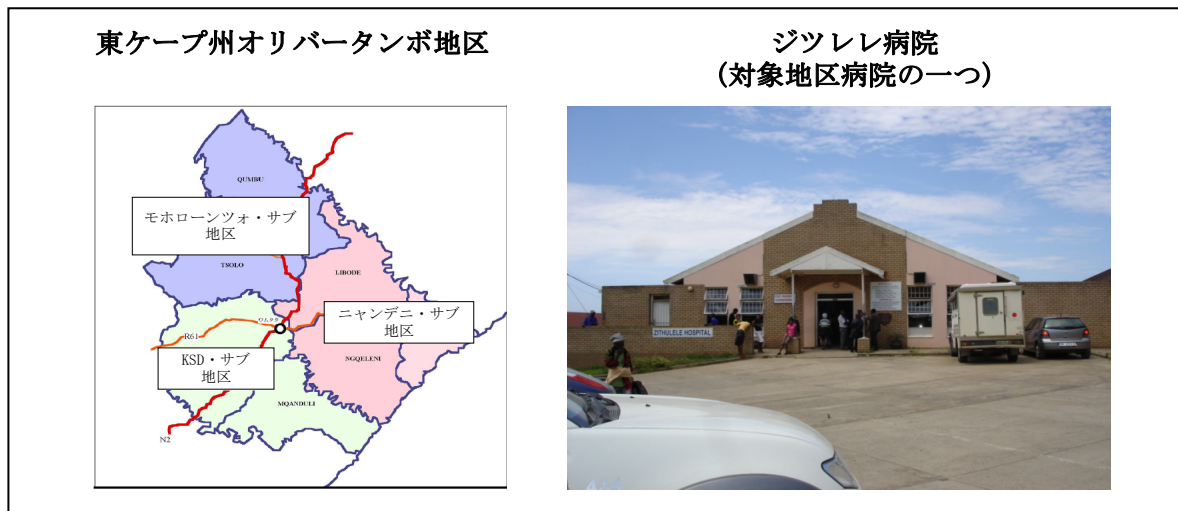 東ケープ州オリバータンボ地区
QUMBU
モホローンツォ・サブ
地区
TSOLO
LIBODE
ニャンデニ・サブ
地区
R61
KSD・サブ
地区
NGQELENI
MQANDULI
N2
ジツレレ病院
(対象地区病院の一つ)
ZITHULELE HOSPITAL